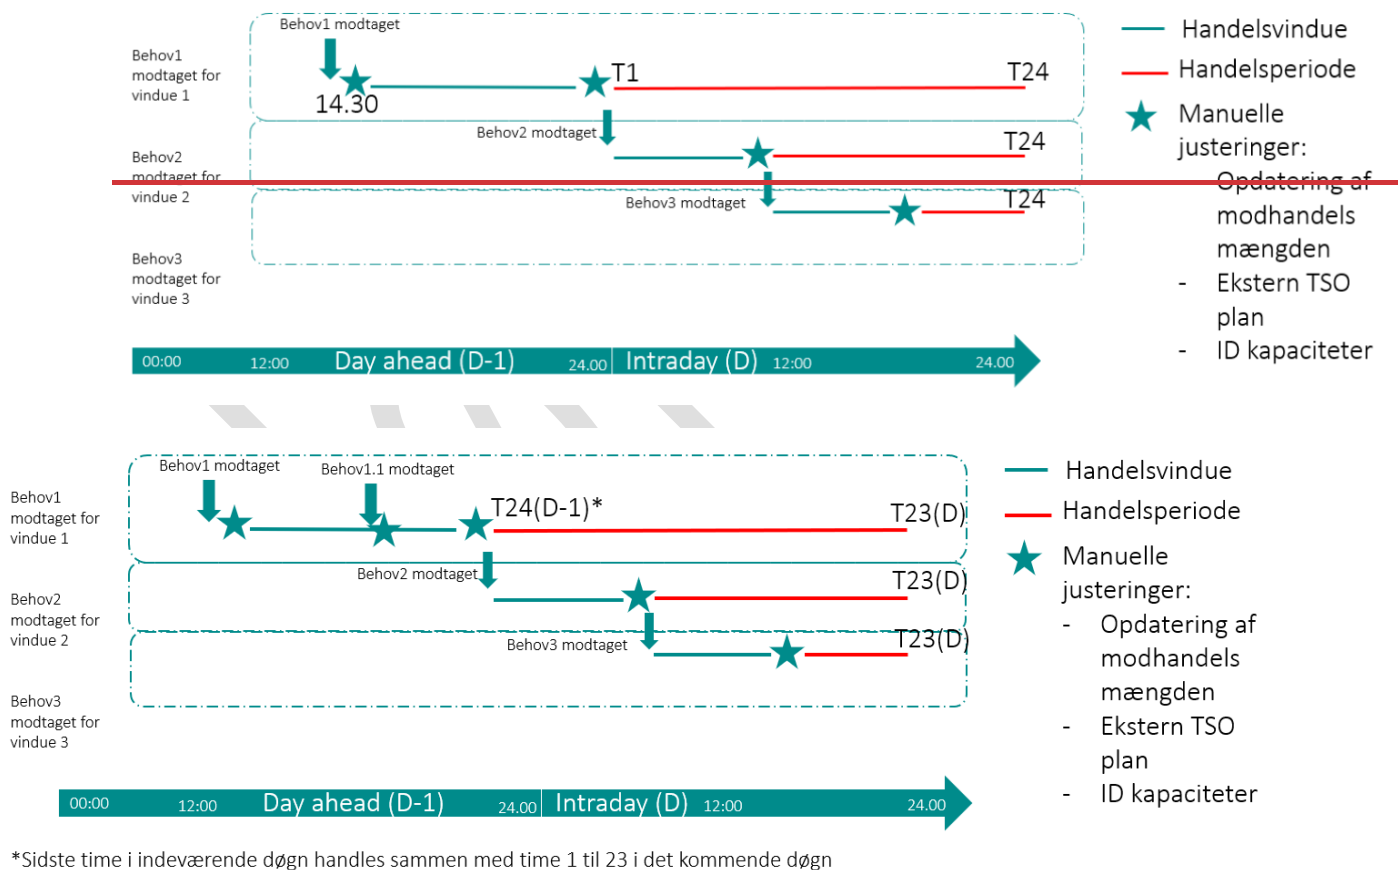 Behov1 modtaget
Behov1
modtaget for
vindue 1
14.30
T1
T24
Behov2 modtaget
Behov2
modtaget for
vindue 2
T24
Behov3 modtaget
T24
Behov3
modtaget for
vindue 3
Handelsvindue
Handelsperiode
Manuelle
justeringer:
Opdatering af
modhandels
mængden
- Ekstern TSO
plan
- ID kapaciteter
00:00 12:00 Day ahead (D-1) 24.00 Intraday (D) 12:00 24.00
Behov1 modtaget
Behov1.1 modtaget
Behov1
modtaget for
vindue 1
T24(D-1)*
T23(D)
Behov2 modtaget
Behov2
modtaget for
vindue 2
T23(D)
Behov3 modtaget
T23(D)
Behov3
modtaget for
vindue 3
Handelsvindue
Handelsperiode
Manuelle
justeringer:
- Opdatering af
modhandels
mængden
- Ekstern TSO
plan
- ID kapaciteter
00:00 12:00 Day ahead (D-1) 24.00 Intraday (D) 12:00 24.00
*Sidste time i indeværende døgn handles sammen med time 1 til 23 i det kommende døgn